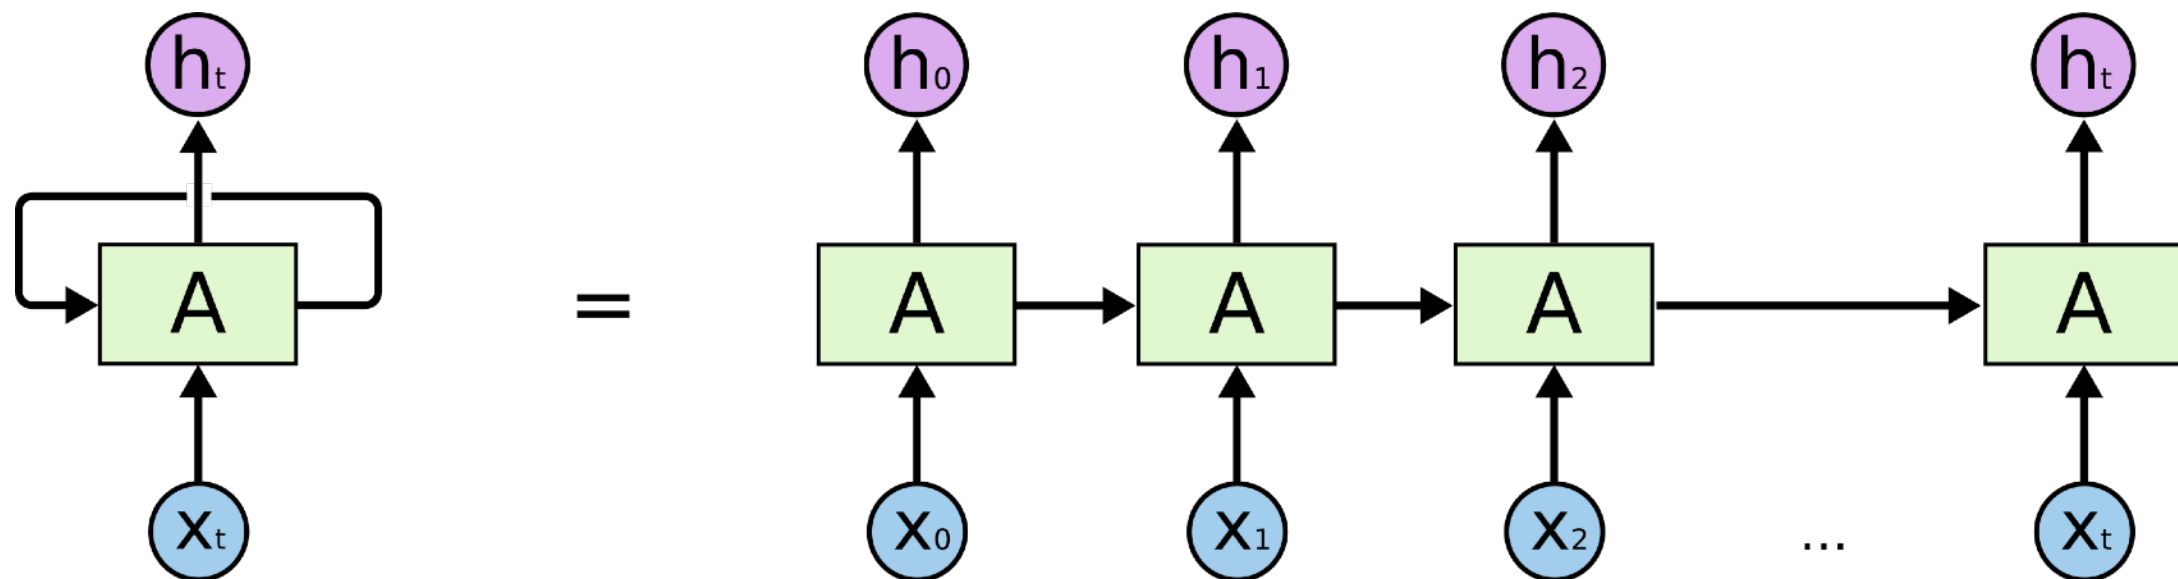 hₜ h₀ h₁ h₂ hₜ
A = A A A A
xₜ x₀ x₁ x₂ ... xₜ